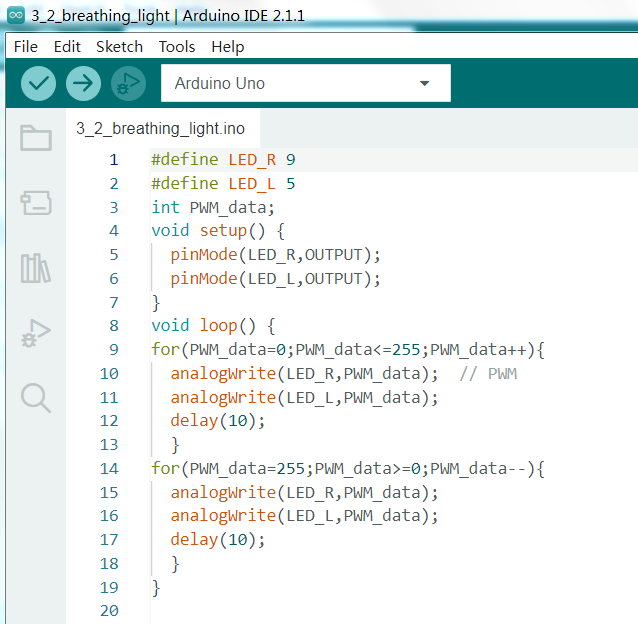 3_2_breathing_light | Arduino IDE 2.1.1
File Edit Sketch Tools Help
Arduino Uno
3_2_breathing_light.ino
1 #define LED_R 9
2 #define LED_L 5
3 int PWM_data;
4 void setup() {
5 pinMode(LED_R,OUTPUT);
6 pinMode(LED_L,OUTPUT);
7 }
8 void loop() {
9 for(PWM_data=0;PWM_data<=255;PWM_data++){
10 analogWrite(LED_R,PWM_data); // PWM
11 analogWrite(LED_L,PWM_data);
12 delay(10);
13 }
14 for(PWM_data=255;PWM_data>=0;PWM_data--){
15 analogWrite(LED_R,PWM_data);
16 analogWrite(LED_L,PWM_data);
17 delay(10);
18 }
19 }
20